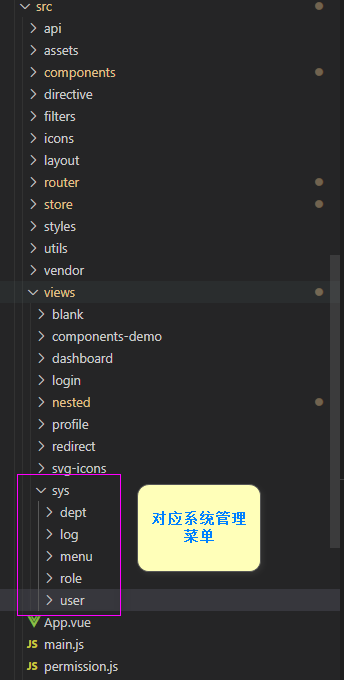 src
api
assets
components
directive
filters
icons
layout
router
store
styles
utils
vendor
views
blank
components-demo
dashboard
login
nested
profile
redirect
svg-icons
sys
dept
log
menu
role
user
对应系统管理
菜单
App.vue
JS main.js
JS permission.js